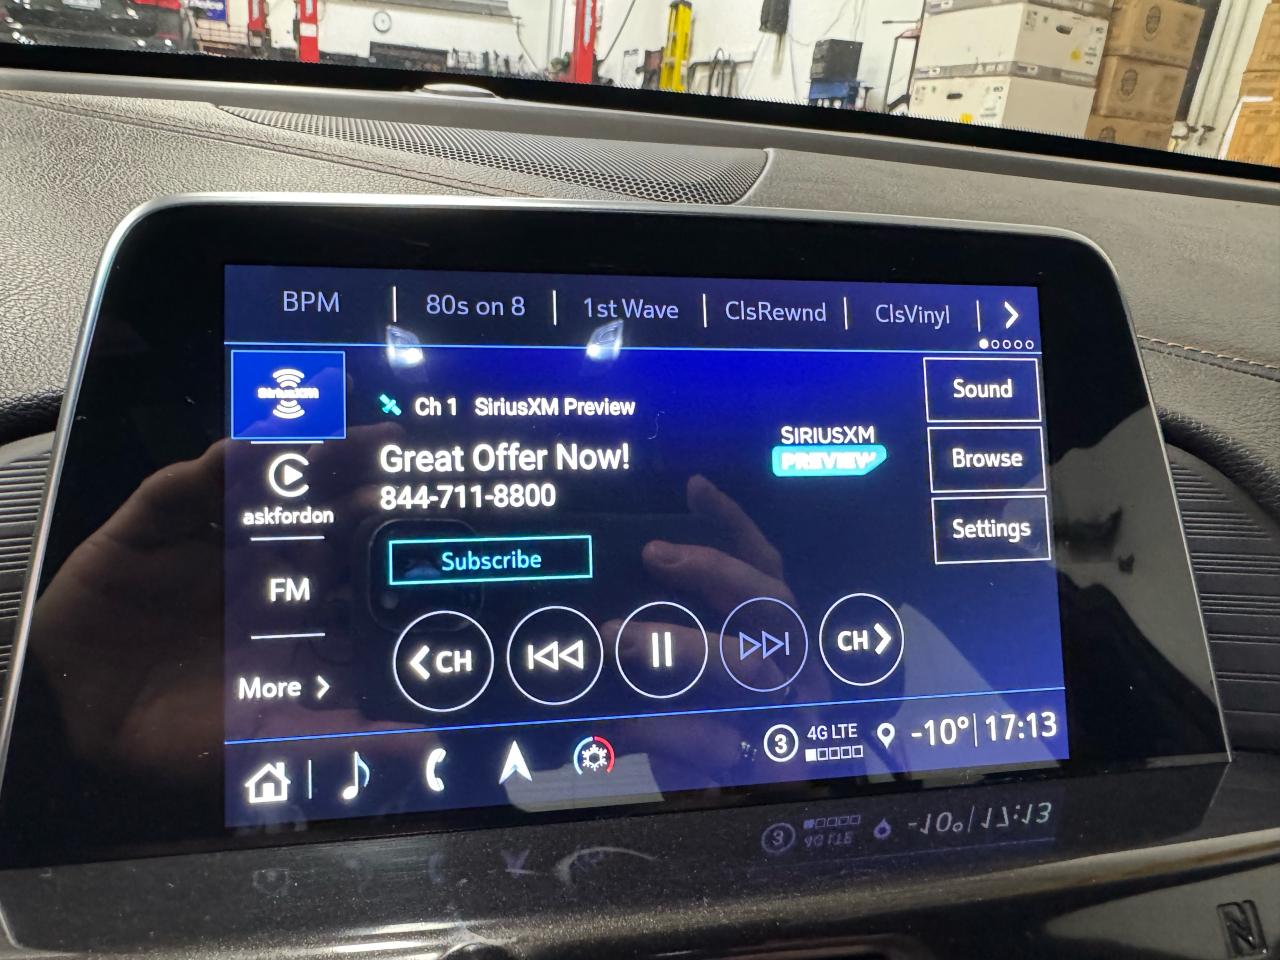 BPM
80s on 8
1st Wave
ClsRewnd
ClsVinyl
SiriusXM
Ch 1 SiriusXM Preview
Great Offer Now!
844-711-8800
SIRIUSXM
PREVIEW
Subscribe
Sound
Browse
Settings
askfordon
FM
More
CH
CH
3
4G LTE
-10°
17:13